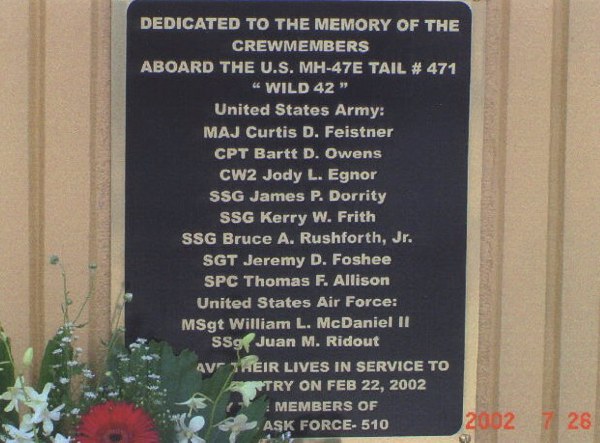 DEDICATED TO THE MEMORY OF THE
CREWMEMBERS
ABOARD THE U.S. MH-47E TAIL # 471
“ WILD 42 ”
United States Army:
MAJ Curtis D. Feistner
CPT Bartt D. Owens
CW2 Jody L. Egnor
SSG James P. Dorrity
SSG Kerry W. Frith
SSG Bruce A. Rushforth, Jr.
SGT Jeremy D. Foshee
SPC Thomas F. Allison
United States Air Force:
MSgt William L. McDaniel II
SSgt Juan M. Ridout
THEIR LIVES IN SERVICE TO
ON FEB 22, 2002
MEMBERS OF
FORCE- 510
2002 7 26